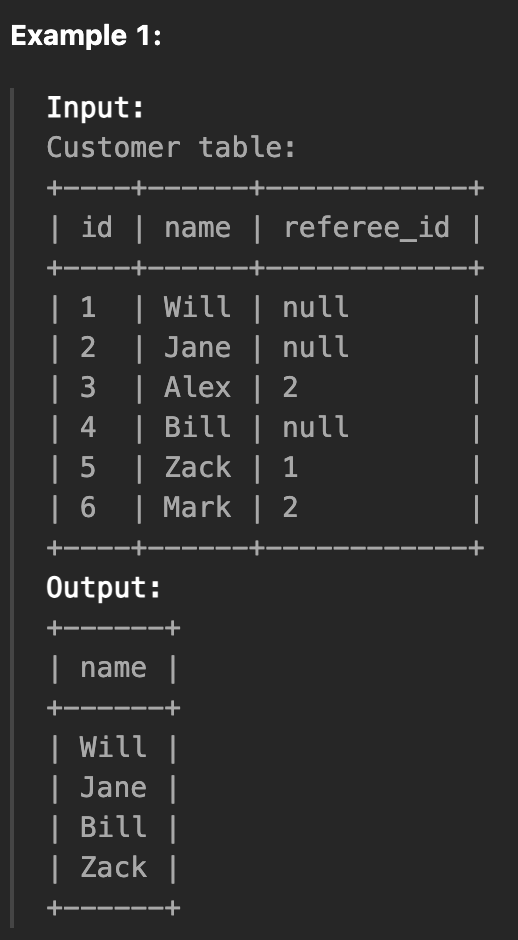 Example 1:
Input:
Customer table:
+----+------+------------+
| id | name | referee_id |
+----+------+------------+
| 1  | Will | null       |
| 2  | Jane | null       |
| 3  | Alex | 2          |
| 4  | Bill | null       |
| 5  | Zack | 1          |
| 6  | Mark | 2          |
+----+------+------------+
Output:
+------+
| name |
+------+
| Will |
| Jane |
| Bill |
| Zack |
+------+